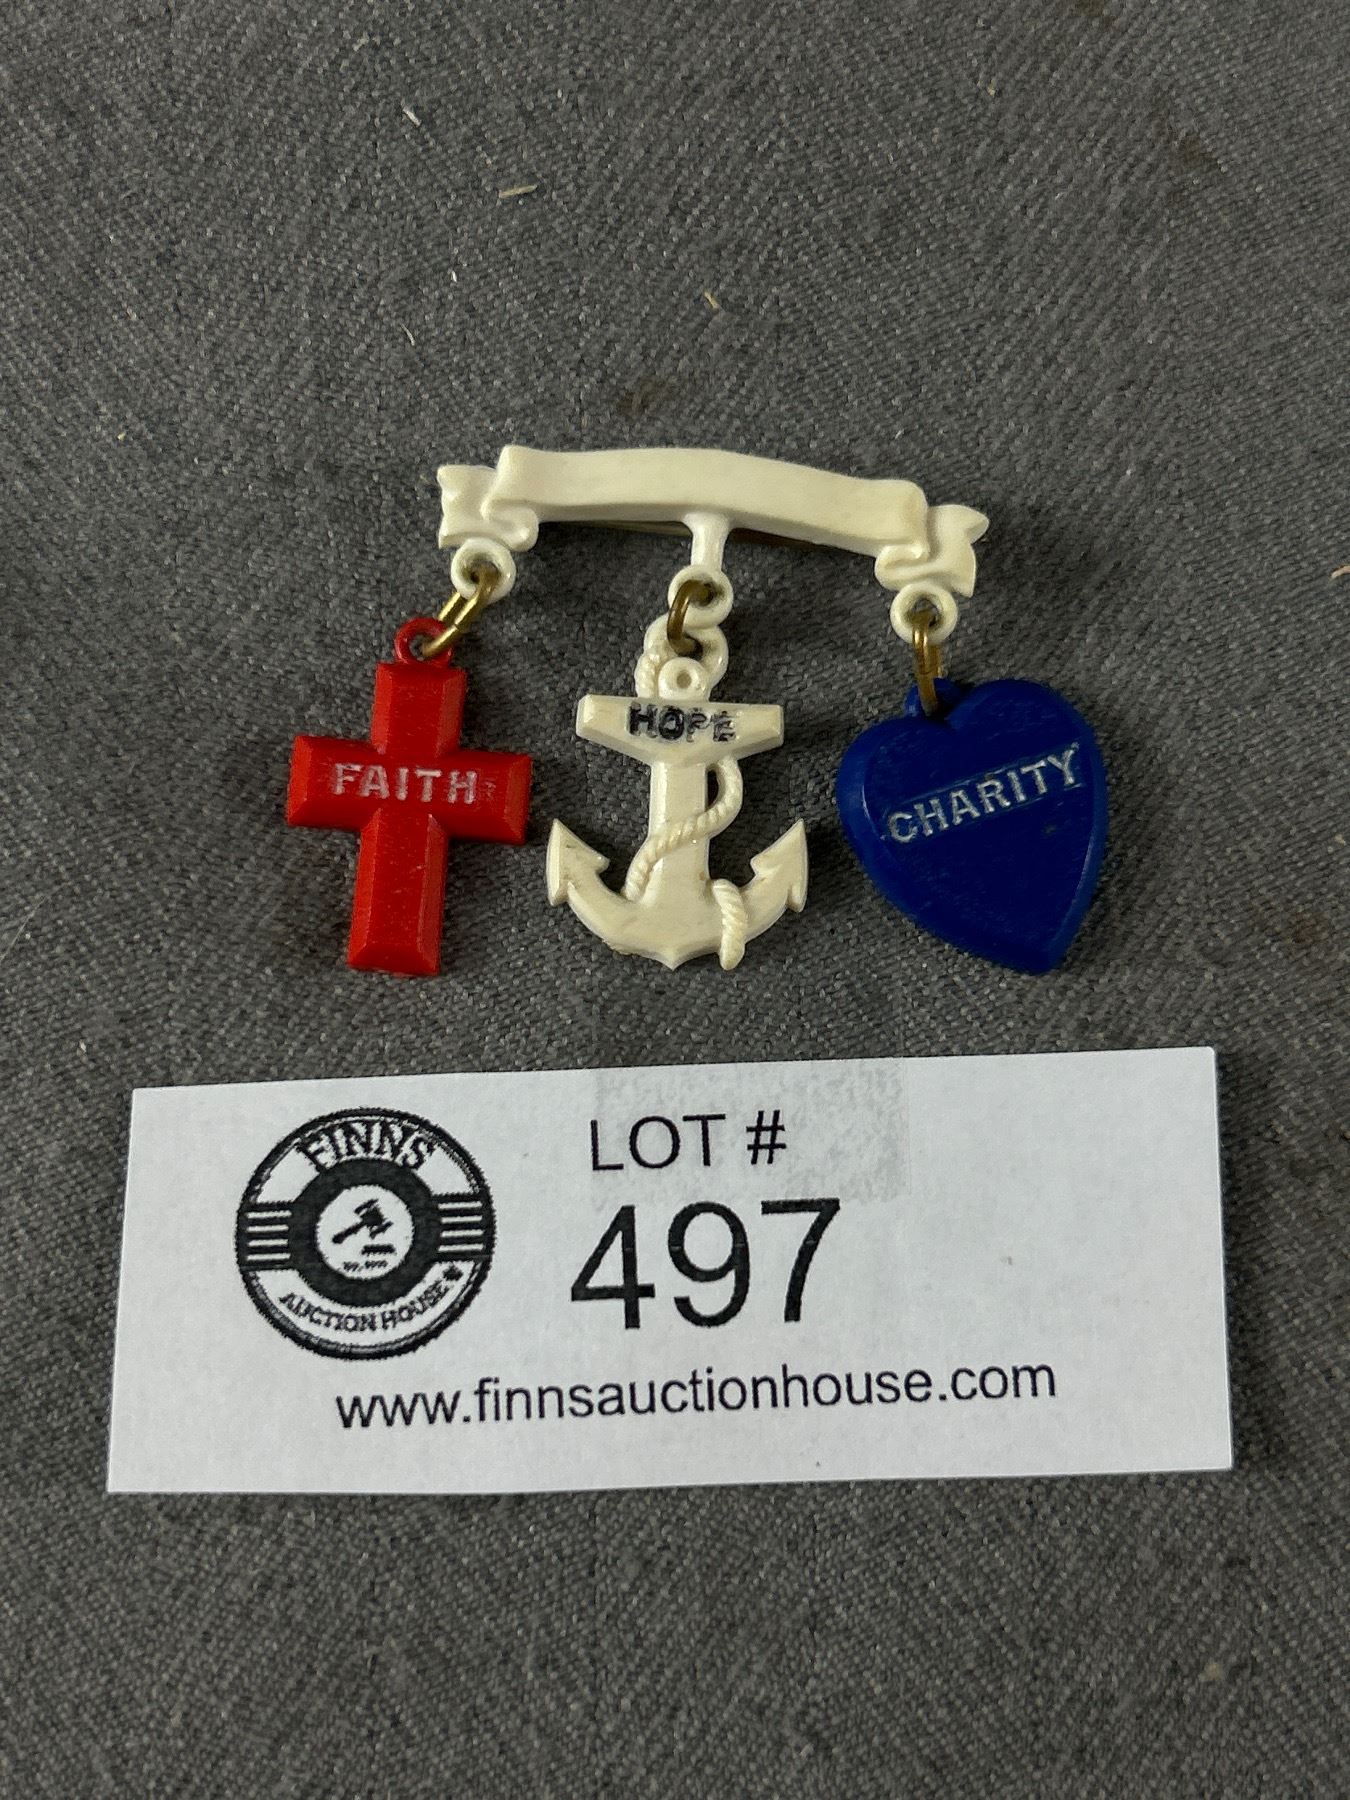 FAITH
HOPE
CHARITY
FINNS
AUCTION HOUSE
LOT #
497
www.finnsauctionhouse.com